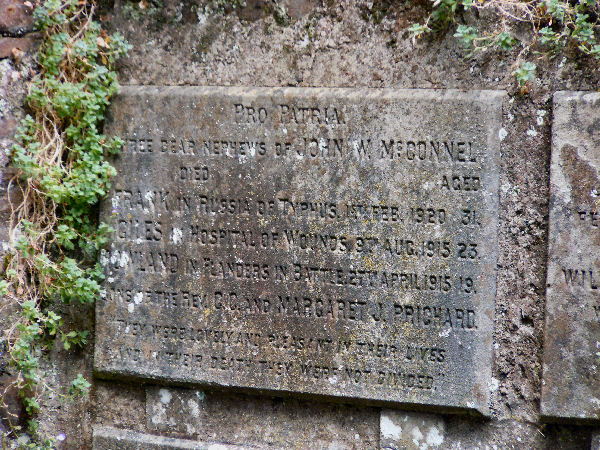 PRO PATRIA.
THREE DEAR NEPHEWS OF JOHN W. McCONNEL
DIED AGED
FRANK IN RUSSIA OF TYPHUS. 1ST FEB. 1920. 31.
GILES IN HOSPITAL OF WOUNDS. 9TH AUG. 1915. 23.
ROWLAND IN FLANDERS IN BATTLE. 27TH APRIL 1915. 19.
SONS OF THE REV. C.C. AND MARGARET J. PRICHARD.
"THEY WERE LOVELY AND PLEASANT IN THEIR LIVES
AND IN THEIR DEATH THEY WERE NOT DIVIDED."
WIL